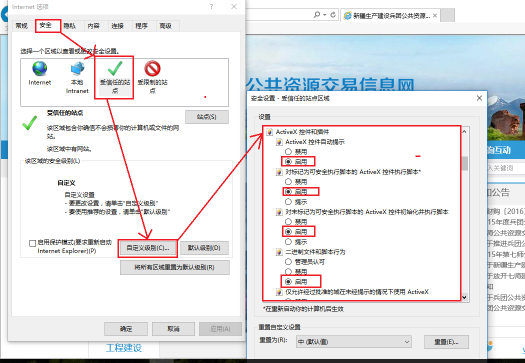 Internet 选项
常规
安全
隐私
内容
连接
程序
高级
选择一个区域以查看或更改安全设置。
Internet
本地
Intranet
受信任的站
点
受限制的站
点
受信任的站点
站点(S)
该区域包含你确信不会损害你的计算机或文件的网
站。
该区域中有网站。
该区域的安全级别(L)
自定义
自定义设置
- 要更改设置，请单击"自定义级别"
- 要使用推荐的设置，请单击"默认级别"
启用保护模式(要求重新启动
Internet Explorer)(P)
自定义级别(C)...
默认级别(D)
将所有区域重置为默认级别(R)
确定
取消
应用(A)
工程建设
新疆生产建设兵团公共资源...
公共资源交易信息网
安全设置 - 受信任的站点区域
设置
ActiveX 控件和插件
ActiveX 控件自动提示
禁用
启用
对标记为可安全执行脚本的 ActiveX 控件执行脚本*
禁用
启用
提示
对未标记为可安全执行脚本的 ActiveX 控件初始化并执行脚本
禁用
启用
提示
二进制文件和脚本行为
管理员认可
禁用
启用
仅允许经过批准的域在未经提示的情况下使用 ActiveX
*在重新启动你的计算机后生效
重置自定义设置
重置为(R):
中 (默认值)
重置(E)...
互动
公告